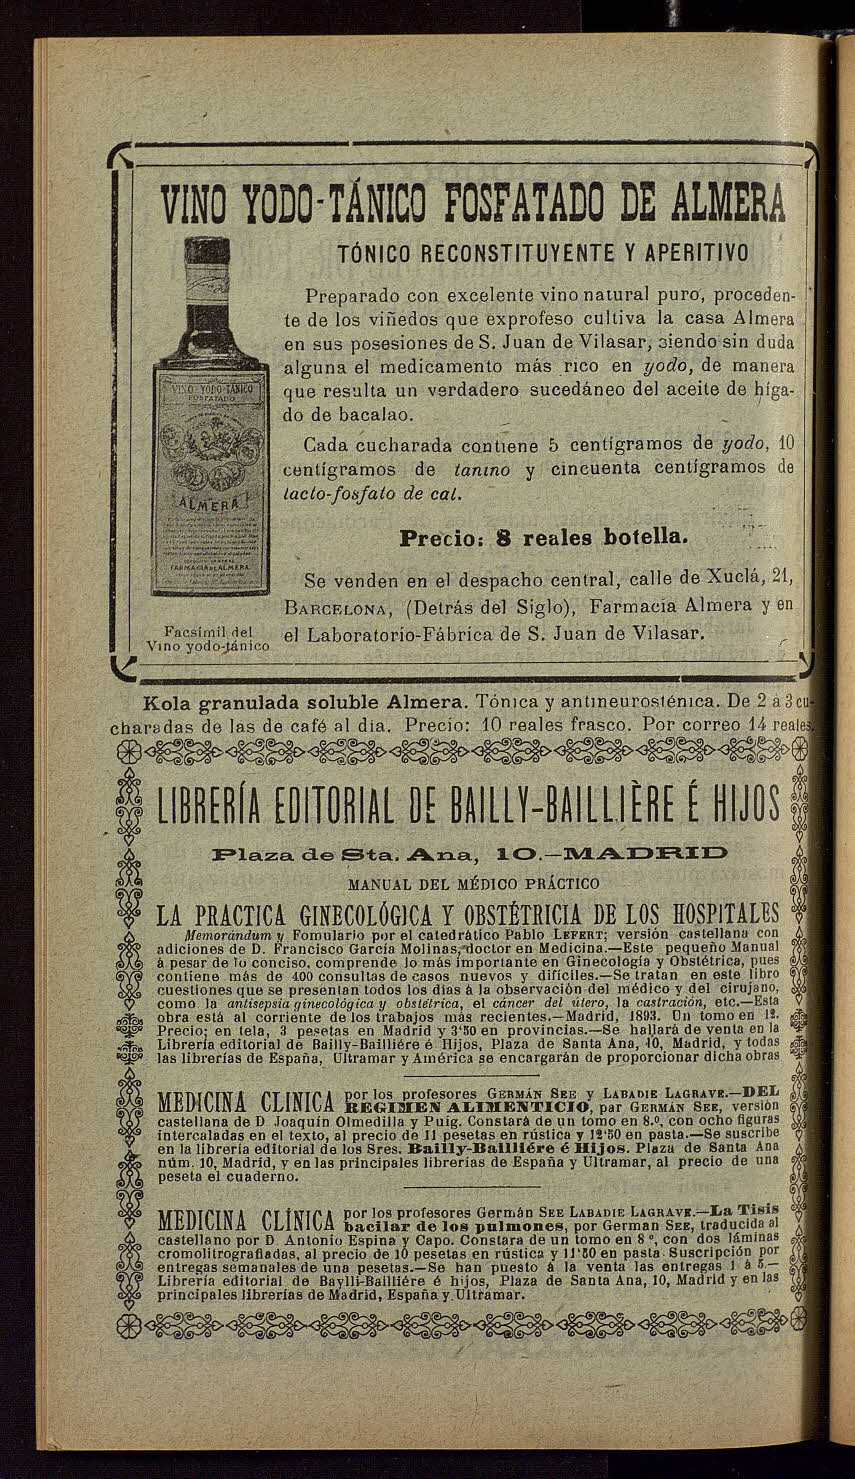 VINO YODO-TÁNICO FOSFATADO DE ALMERA
TÓNICO RECONSTITUYENTE Y APERITIVO
Preparado con excelente vino natural puro, proceden-
te de los viñedos que exprofeso cultiva la casa Almera
en sus posesiones de S. Juan de Vilasar, siendo sin duda
alguna el medicamento más rico en yodo, de manera
que resulta un verdadero sucedáneo del aceite de híga-
do de bacalao.
Cada cucharada contiene 5 centígramos de yodo, 10
centígramos de tanino y cincuenta centígramos de
lacto-fosfato de cal.
Precio: 8 reales botella.
Se venden en el despacho central, calle de Xuclá, 21,
BARCELONA, (Detrás del Siglo), Farmacia Almera y en
el Laboratorio-Fábrica de S. Juan de Vilasar.
VINO YODO-TÁNICO
FOSFATADO
ALMERA
FARMACIA DE ALMERA
Facsímil del
Vino yodo-tánico
Kola granulada soluble Almera. Tónica y antineurosténica. De 2 a 3 cu-
charadas de las de café al dia. Precio: 10 reales frasco. Por correo 14 reales.
LIBRERÍA EDITORIAL DE BAILLY-BAILLIÈRE É HIJOS
Plaza de Sta. Ana, 10.—MADRID
MANUAL DEL MÉDICO PRÁCTICO
LA PRACTICA GINECOLÓGICA Y OBSTÉTRICIA DE LOS HOSPITALES
Memorándum y Fomulario por el catedrático Pablo LEFERT; versión castellana con
adiciones de D. Francisco García Molinas, doctor en Medicina.—Este pequeño Manual
á pesar de lo conciso, comprende lo más importante en Ginecología y Obstétrica, pues
contiene más de 400 consultas de casos nuevos y difíciles.—Se tratan en este libro
cuestiones que se presentan todos los dias á la observación del médico y del cirujano,
como la antisepsia ginecológica y obstétrica, el cáncer del útero, la castración, etc.—Esta
obra está al corriente de los trabajos más recientes.—Madrid, 1893. Un tomo en 12.
Precio; en tela, 3 pesetas en Madrid y 3'50 en provincias.—Se hallará de venta en la
Librería editorial de Bailly-Bailliére é Hijos, Plaza de Santa Ana, 10, Madrid, y todas
las librerías de España, Ultramar y América se encargarán de proporcionar dicha obras
MEDICINA CLINICA por los profesores GERMÁN SEE y LABADIE LAGRAVE.—DEL
REGIMEN ALIMENTICIO, par GERMÁN SEE, versión
castellana de D Joaquín Olmedilla y Puig. Constará de un tomo en 8.º, con ocho figuras
intercaladas en el texto, al precio de 11 pesetas en rústica y 12'50 en pasta.—Se suscribe
en la librería editorial de los Sres. Bailly-Bailliére é Hijos. Plaza de Santa Ana
núm. 10, Madrid, y en las principales librerías de España y Ultramar, al precio de una
peseta el cuaderno.
MEDICINA CLÍNICA por los profesores Germán SEE LABADIE LAGRAVE.—La Tisis
bacilar de los pulmones, por German SEE, traducida al
castellano por D. Antonio Espina y Capo. Constara de un tomo en 8º, con dos láminas
cromolitrografiadas, al precio de 10 pesetas en rústica y 11'50 en pasta. Suscripción por
entregas semanales de una pesetas.—Se han puesto á la venta las entregas 1 á 5.—
Librería editorial de Baylli-Bailliére é hijos, Plaza de Santa Ana, 10, Madrid y en las
principales librerías de Madrid, España y Ultramar.